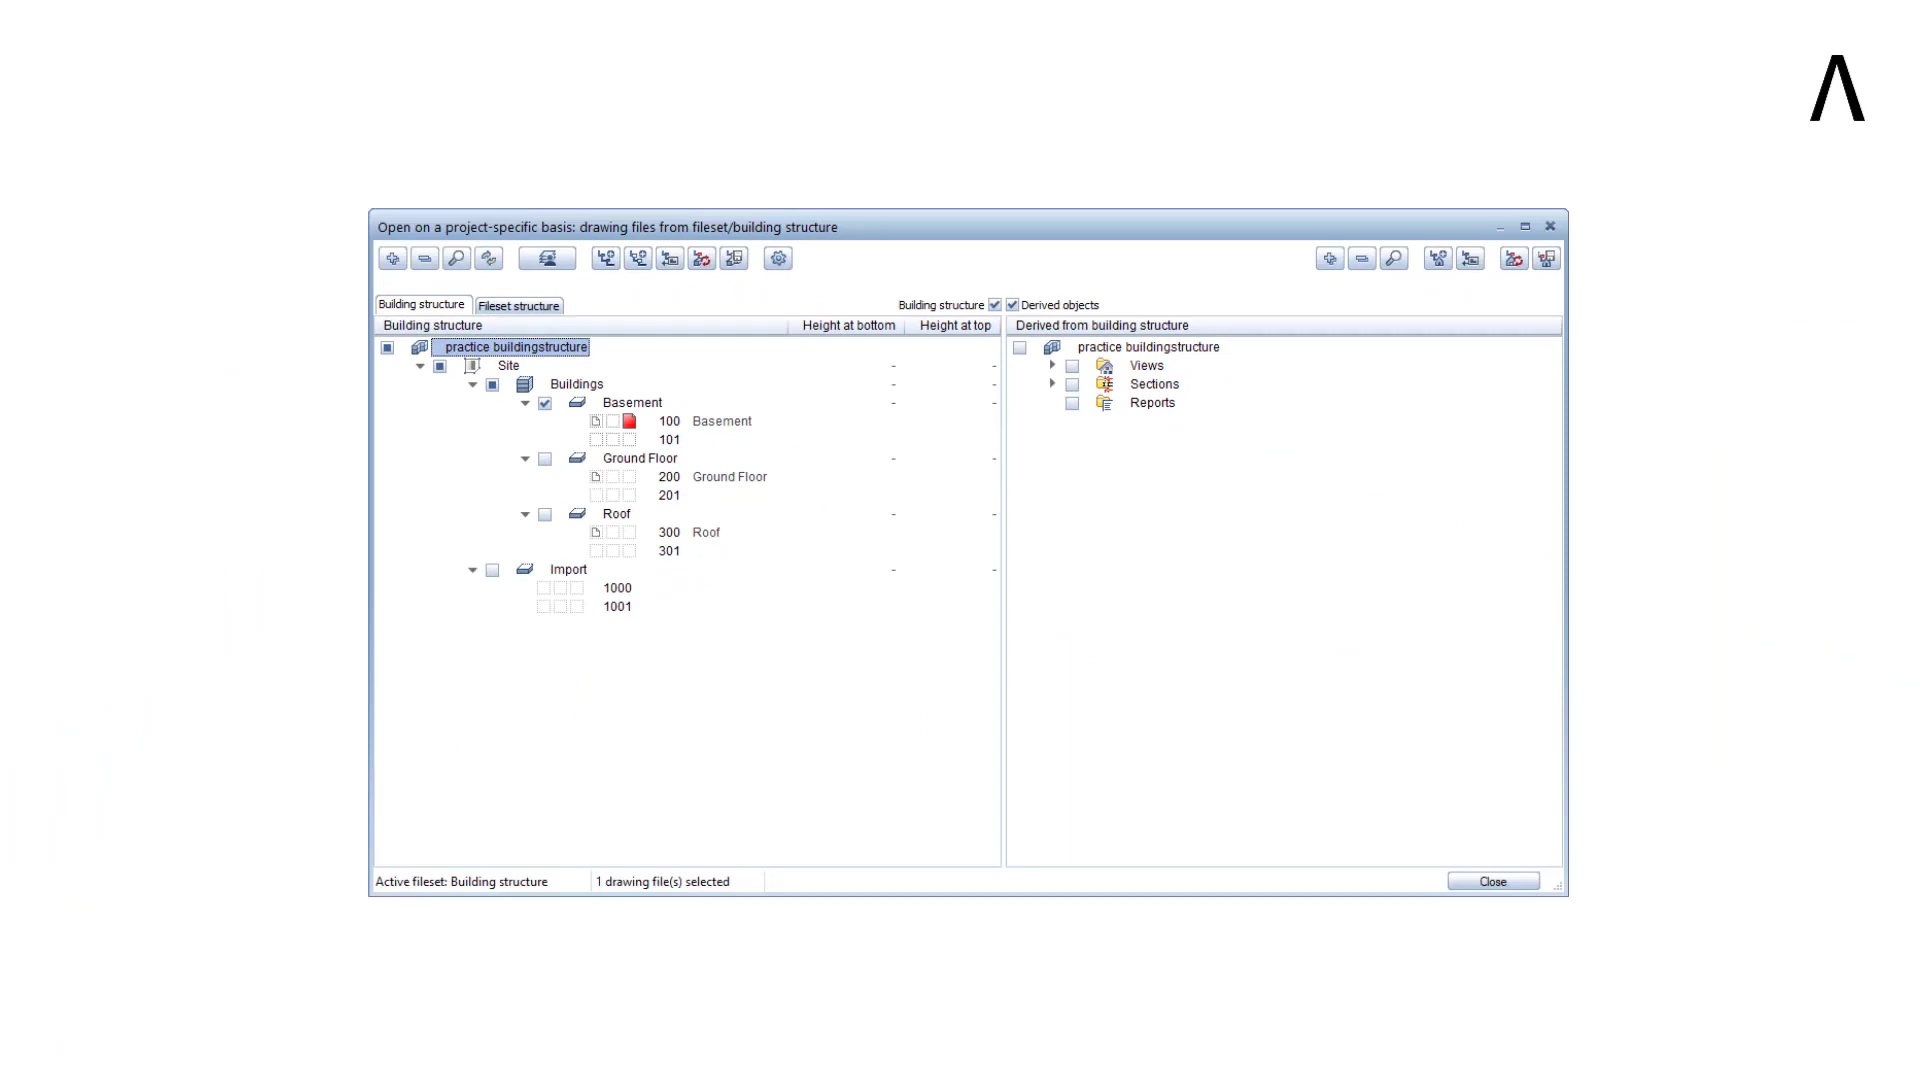 Λ
Open on a project-specific basis: drawing files from fileset/building structure
Building structure Fileset structure Building structure Derived objects
Building structure Height at bottom Height at top Derived from building structure
practice buildingstructure practice buildingstructure
Site - - Views
Buildings - - Sections
Basement - - Reports
100 Basement
101
Ground Floor - -
200 Ground Floor
201
Roof - -
300 Roof
301
Import - -
1000
1001
Active fileset: Building structure 1 drawing file(s) selected Close